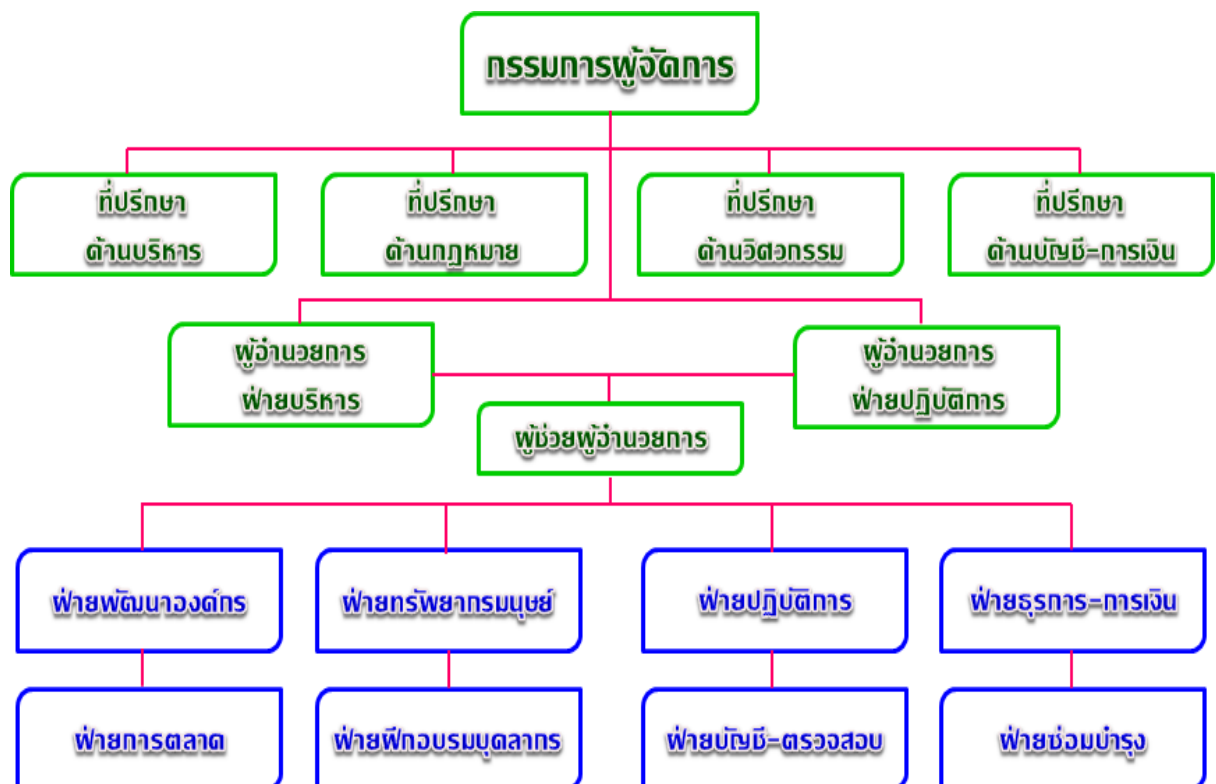 กรรมการผู้จัดการ
ที่ปรึกษา
ด้านบริหาร
ที่ปรึกษา
ด้านกฎหมาย
ที่ปรึกษา
ด้านวิศวกรรม
ที่ปรึกษา
ด้านบัญชี-การเงิน
ผู้อำนวยการ
ฝ่ายบริหาร
ผู้อำนวยการ
ฝ่ายปฏิบัติการ
ผู้ช่วยผู้อำนวยการ
ฝ่ายพัฒนาองค์กร
ฝ่ายทรัพยากรมนุษย์
ฝ่ายปฏิบัติการ
ฝ่ายธุรการ-การเงิน
ฝ่ายการตลาด
ฝ่ายฝึกอบรมบุคลากร
ฝ่ายบัญชี-ตรวจสอบ
ฝ่ายซ่อมบำรุง